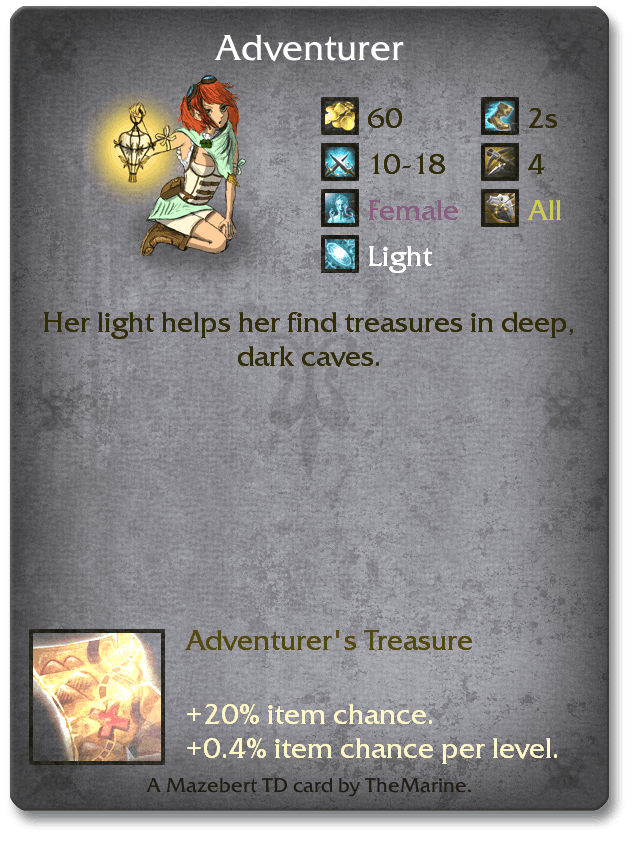 Adventurer
60
2s
10-18
4
Female
All
Light
Her light helps her find treasures in deep,
dark caves.
Adventurer's Treasure
+20% item chance.
+0.4% item chance per level.
A Mazebert TD card by TheMarine.